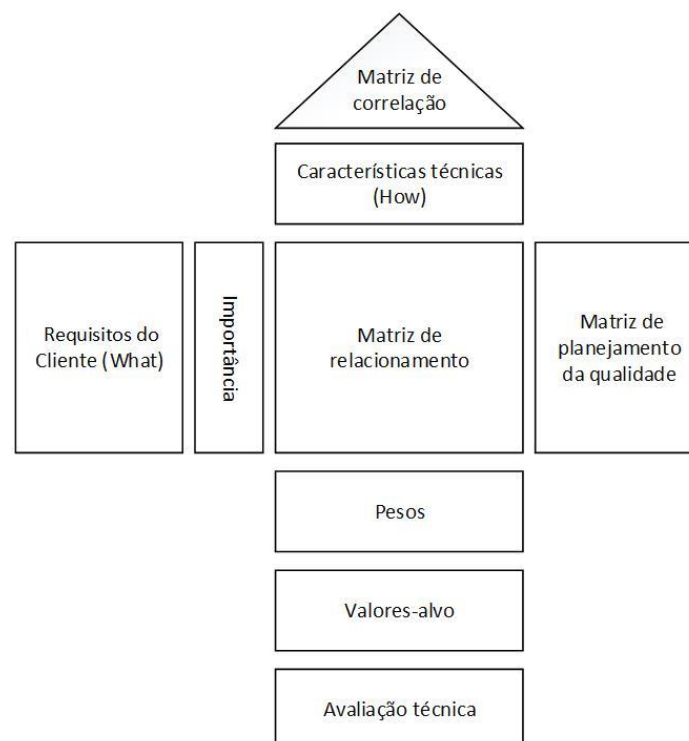 Matriz de
correlação
Características técnicas
(How)
Requisitos do
Cliente (What)
Importância
Matriz de
relacionamento
Matriz de
planejamento
da qualidade
Pesos
Valores-alvo
Avaliação técnica